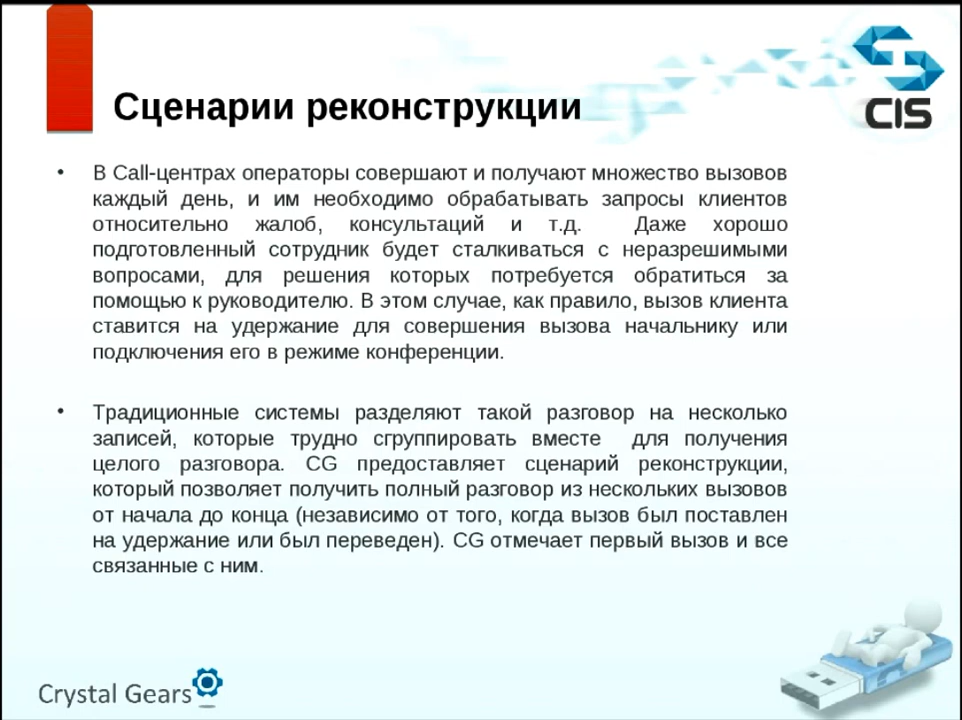 CIS
Сценарии реконструкции
• В Call-центрах операторы совершают и получают множество вызовов
каждый день, и им необходимо обрабатывать запросы клиентов
относительно жалоб, консультаций и т.д. Даже хорошо
подготовленный сотрудник будет сталкиваться с неразрешимыми
вопросами, для решения которых потребуется обратиться за
помощью к руководителю. В этом случае, как правило, вызов клиента
ставится на удержание для совершения вызова начальнику или
подключения его в режиме конференции.
• Традиционные системы разделяют такой разговор на несколько
записей, которые трудно сгруппировать вместе для получения
целого разговора. CG предоставляет сценарий реконструкции,
который позволяет получить полный разговор из нескольких вызовов
от начала до конца (независимо от того, когда вызов был поставлен
на удержание или был переведен). CG отмечает первый вызов и все
связанные с ним.
Crystal Gears